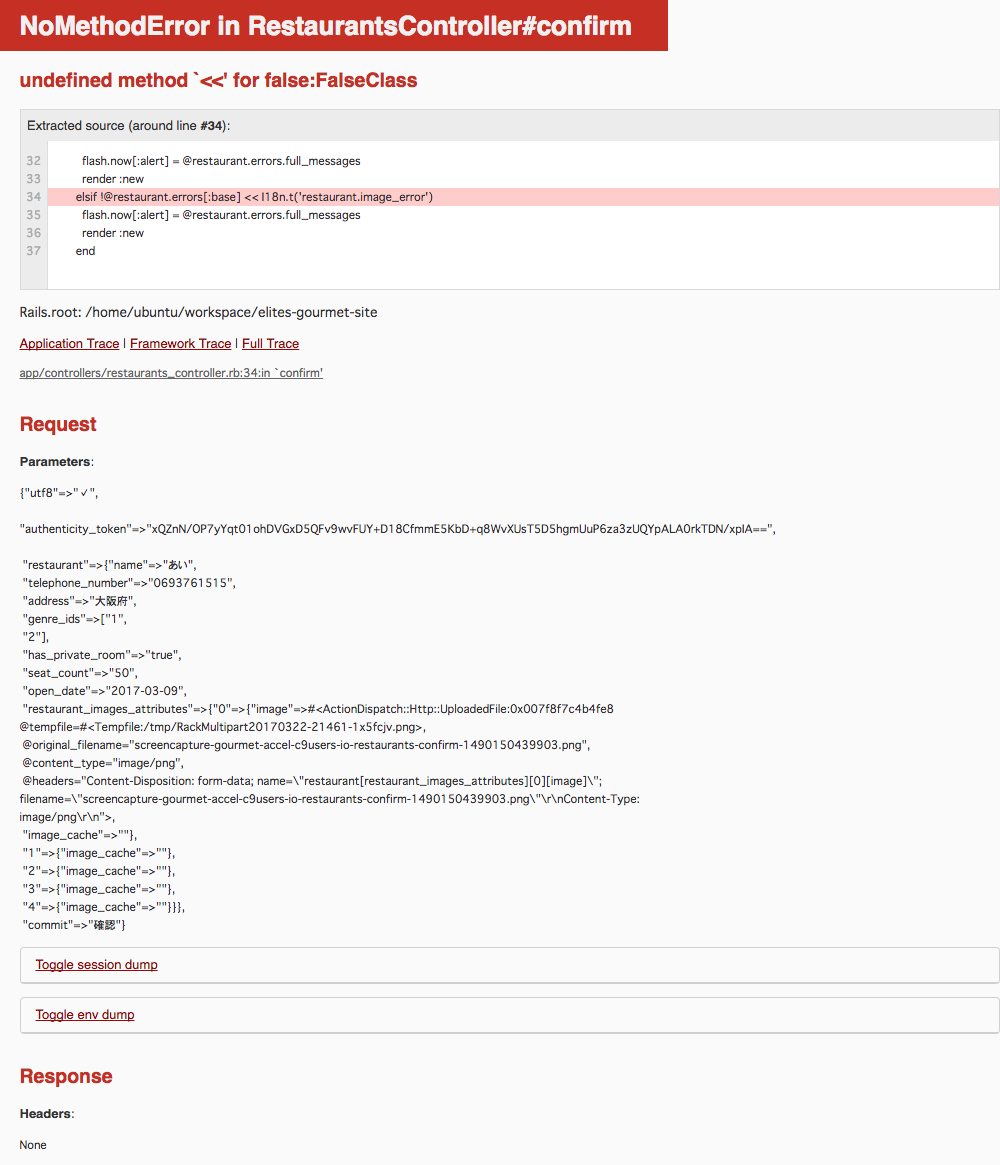 NoMethodError in RestaurantsController#confirm
undefined method `<<' for false:FalseClass
Extracted source (around line #34):
32 flash.now[:alert] = @restaurant.errors.full_messages
33 render :new
34 elsif !@restaurant.errors[:base] << I18n.t('restaurant.image_error')
35 flash.now[:alert] = @restaurant.errors.full_messages
36 render :new
37 end
Rails.root: /home/ubuntu/workspace/elites-gourmet-site
Application Trace | Framework Trace | Full Trace
app/controllers/restaurants_controller.rb:34:in `confirm'
Request
Parameters:
{"utf8"=>"✓",
"authenticity_token"=>"xQZnN/OP7yYqt01ohDVGxD5QFv9wvFUY+D18CfmmE5KbD+q8WvXUsT5D5hgmUuP6za3zUQYpALA0rkTDN/xpIA==",
"restaurant"=>{"name"=>"あい",
"telephone_number"=>"0693761515",
"address"=>"大阪府",
"genre_ids"=>["1",
"2"],
"has_private_room"=>"true",
"seat_count"=>"50",
"open_date"=>"2017-03-09",
"restaurant_images_attributes"=>{"0"=>{"image"=>#<ActionDispatch::Http::UploadedFile:0x007f8f7c4b4fe8
@tempfile=#<Tempfile:/tmp/RackMultipart20170322-21461-1x5fcjv.png>,
@original_filename="screencapture-gourmet-accel-c9users-io-restaurants-confirm-1490150439903.png",
@content_type="image/png",
@headers="Content-Disposition: form-data; name=\"restaurant[restaurant_images_attributes][0][image]\";
filename=\"screencapture-gourmet-accel-c9users-io-restaurants-confirm-1490150439903.png\"\r\nContent-Type:
image/png\r\n">,
"image_cache"=>""},
"1"=>{"image_cache"=>""},
"2"=>{"image_cache"=>""},
"3"=>{"image_cache"=>""},
"4"=>{"image_cache"=>""}}},
"commit"=>"確認"}
Toggle session dump
Toggle env dump
Response
Headers:
None